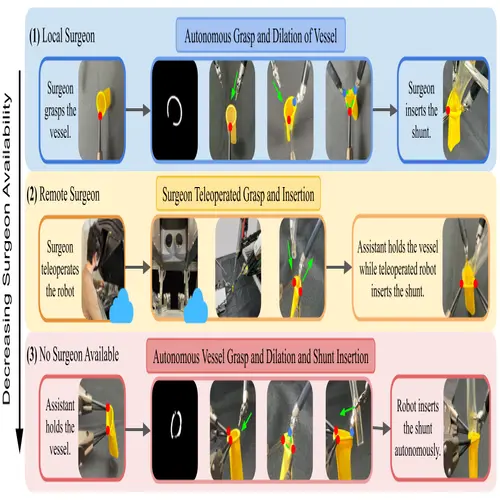 Decreasing Surgeon Availability
(1) Local Surgeon
Autonomous Grasp and Dilation of Vessel
Surgeon
grasps the
vessel.
Surgeon
inserts the
shunt.
(2) Remote Surgeon
Surgeon Teleoperated Grasp and Insertion
Surgeon
teleoperates
the robot
Assistant holds the vessel
while teleoperated robot
inserts the shunt.
(3) No Surgeon Available
Autonomous Vessel Grasp and Dilation and Shunt Insertion
Assistant
holds the
vessel.
Robot inserts
the shunt
autonomously.